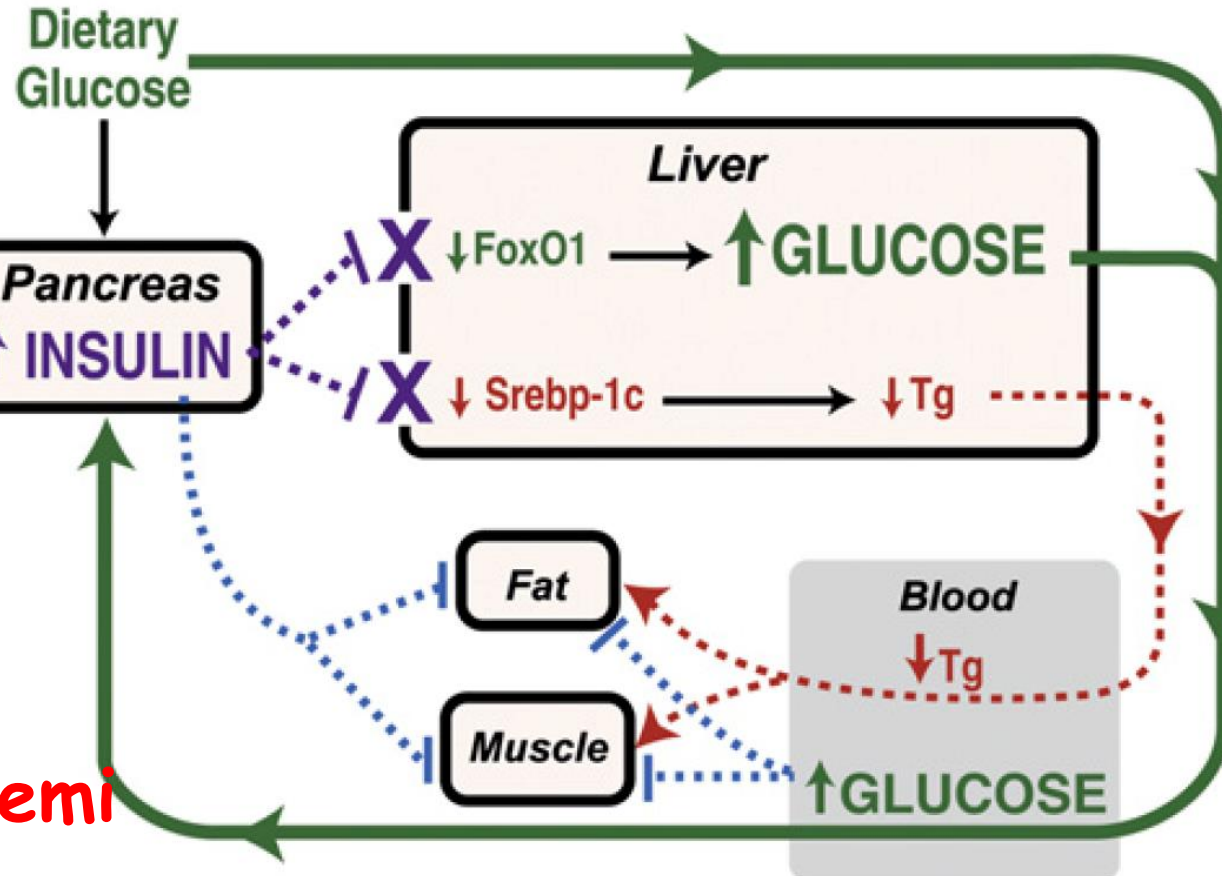 Dietary
Glucose
Liver
X ↓FoxO1 → ↑GLUCOSE
Pancreas
↑ INSULIN
X ↓ Srebp-1c → ↓Tg
Fat
Blood
↓Tg
Muscle
↑GLUCOSE
emi